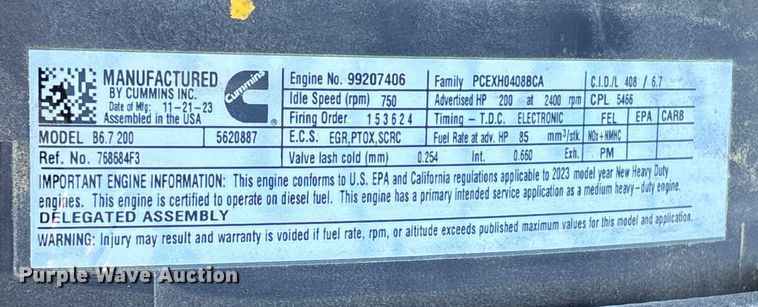 MANUFACTURED
BY CUMMINS INC.
Date of Mfg: 11-21-23
Assembled in the USA
Cummins
Engine No. 99207406 Family PCEXH0408BCA C.I.D./L 408 / 6.7
Idle Speed (rpm) 750 Advertised HP 200 at 2400 rpm CPL 5466
Firing Order 153624 Timing - T.D.C. ELECTRONIC FEL EPA CARB
MODEL B6.7 200 5620887 E.C.S. EGR,PTOX,SCRC Fuel Rate at adv. HP 85 mm³/stk. NOx+NMHC
Ref. No. 768684F3 Valve lash cold (mm) 0.254 Int. 0.660 Exh. PM
IMPORTANT ENGINE INFORMATION: This engine conforms to U.S. EPA and California regulations applicable to 2023 model year New Heavy Duty
engines. This engine is certified to operate on diesel fuel. This engine has a primary intended service application as a medium heavy-duty engine.
DELEGATED ASSEMBLY
WARNING: Injury may result and warranty is voided if fuel rate, rpm, or altitude exceeds published maximum values for this model and application.
Purple Wave Auction